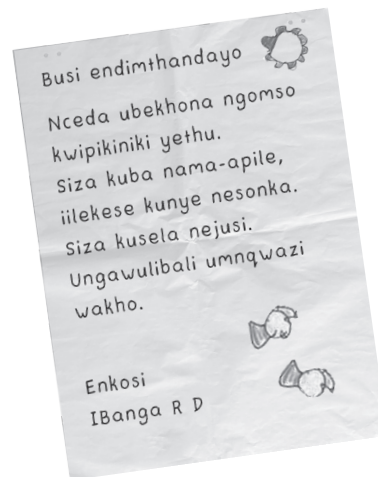 Busi endimthandayo
Nceda ubekhona ngomso
kwipikiniki yethu.
Siza kuba nama-apile,
iilekese kunye nesonka.
Siza kusela nejusi.
Ungawulibali umnqwazi
wakho.
Enkosi
IBanga R D